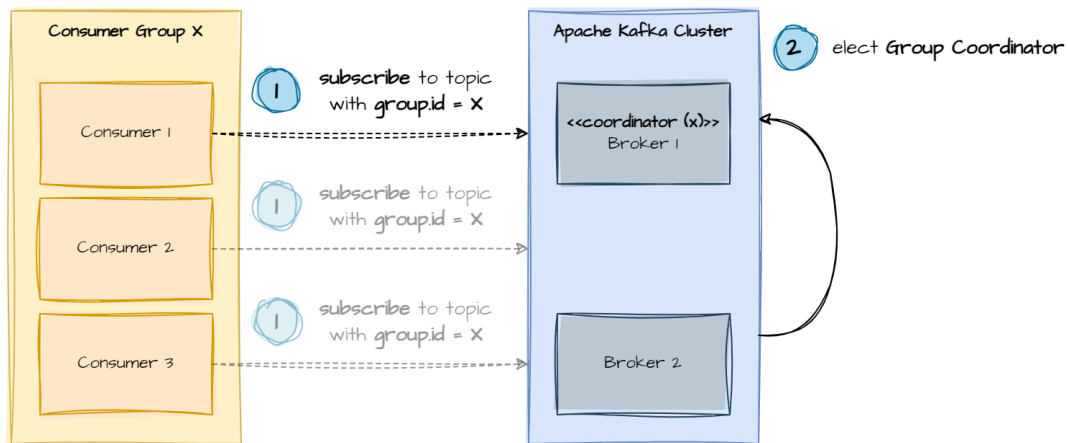 Consumer Group X
Apache Kafka Cluster
2
elect Group Coordinator
1
subscribe to topic
with group.id = X
Consumer 1
<<coordinator (x)>>
Broker 1
1
subscribe to topic
with group.id = X
Consumer 2
1
subscribe to topic
with group.id = X
Consumer 3
Broker 2